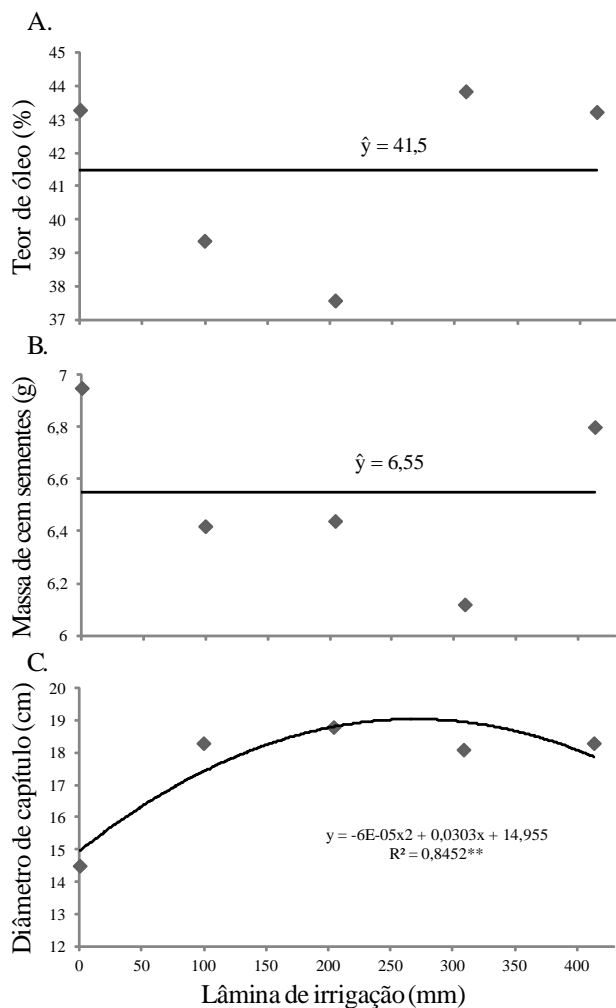 A.
Teor de óleo (%)
45
44
43
42
41
40
39
38
37
ŷ = 41,5
B.
Massa de cem sementes (g)
7
6,8
6,6
6,4
6,2
6
ŷ = 6,55
C.
Diâmetro de capítulo (cm)
20
19
18
17
16
15
14
13
12
y = -6E-05x2 + 0,0303x + 14,955
R² = 0,8452**
0 50 100 150 200 250 300 350 400
Lâmina de irrigação (mm)